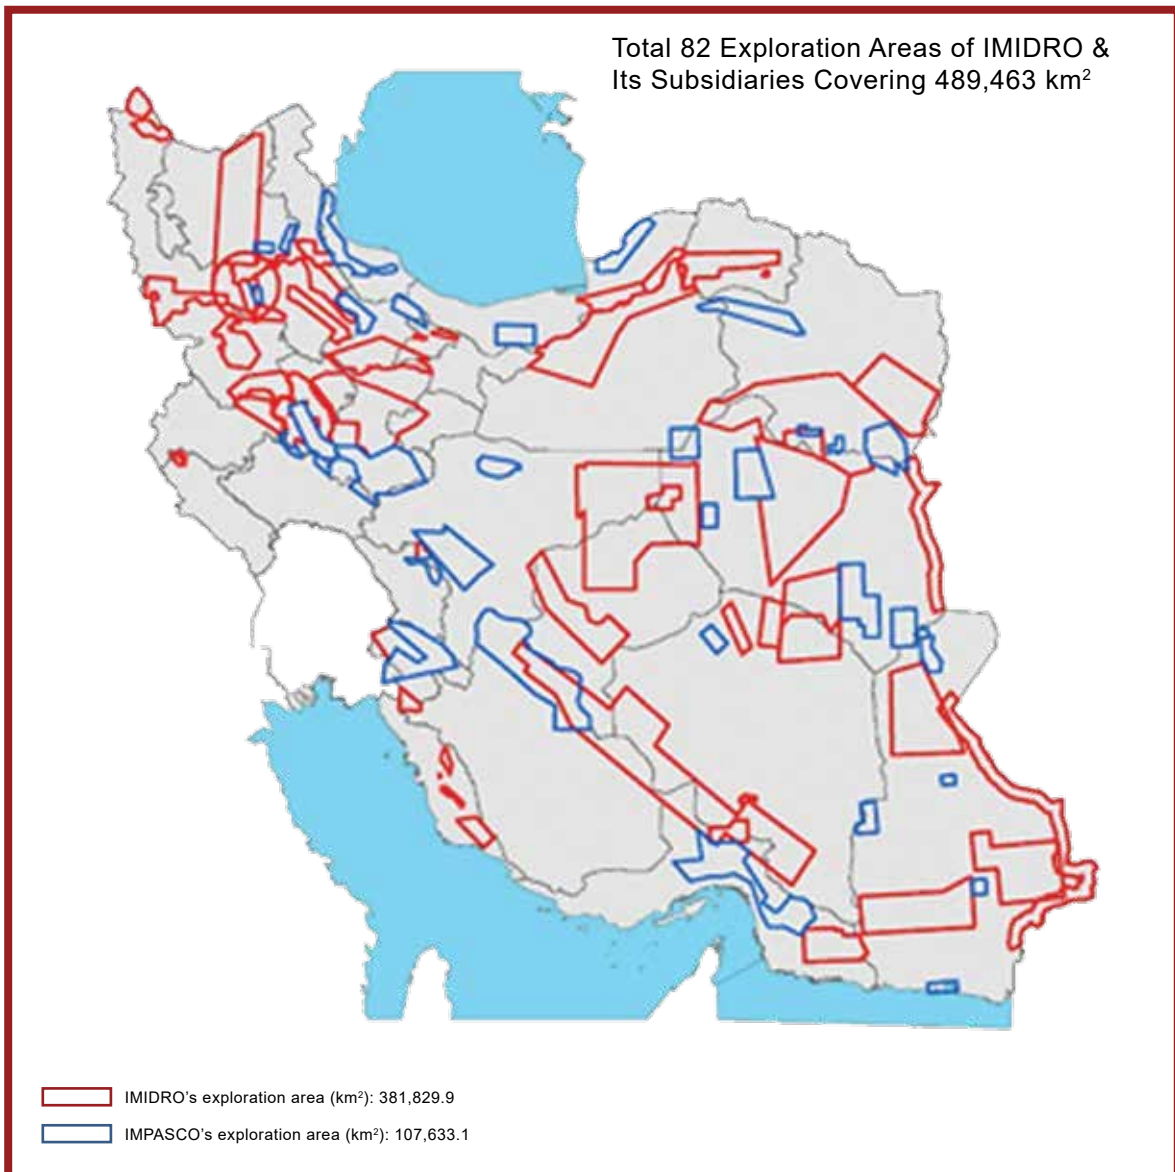 Total 82 Exploration Areas of IMIDRO &
Its Subsidiaries Covering 489,463 km²
IMIDRO's exploration area (km²): 381,829.9
IMPASCO's exploration area (km²): 107,633.1